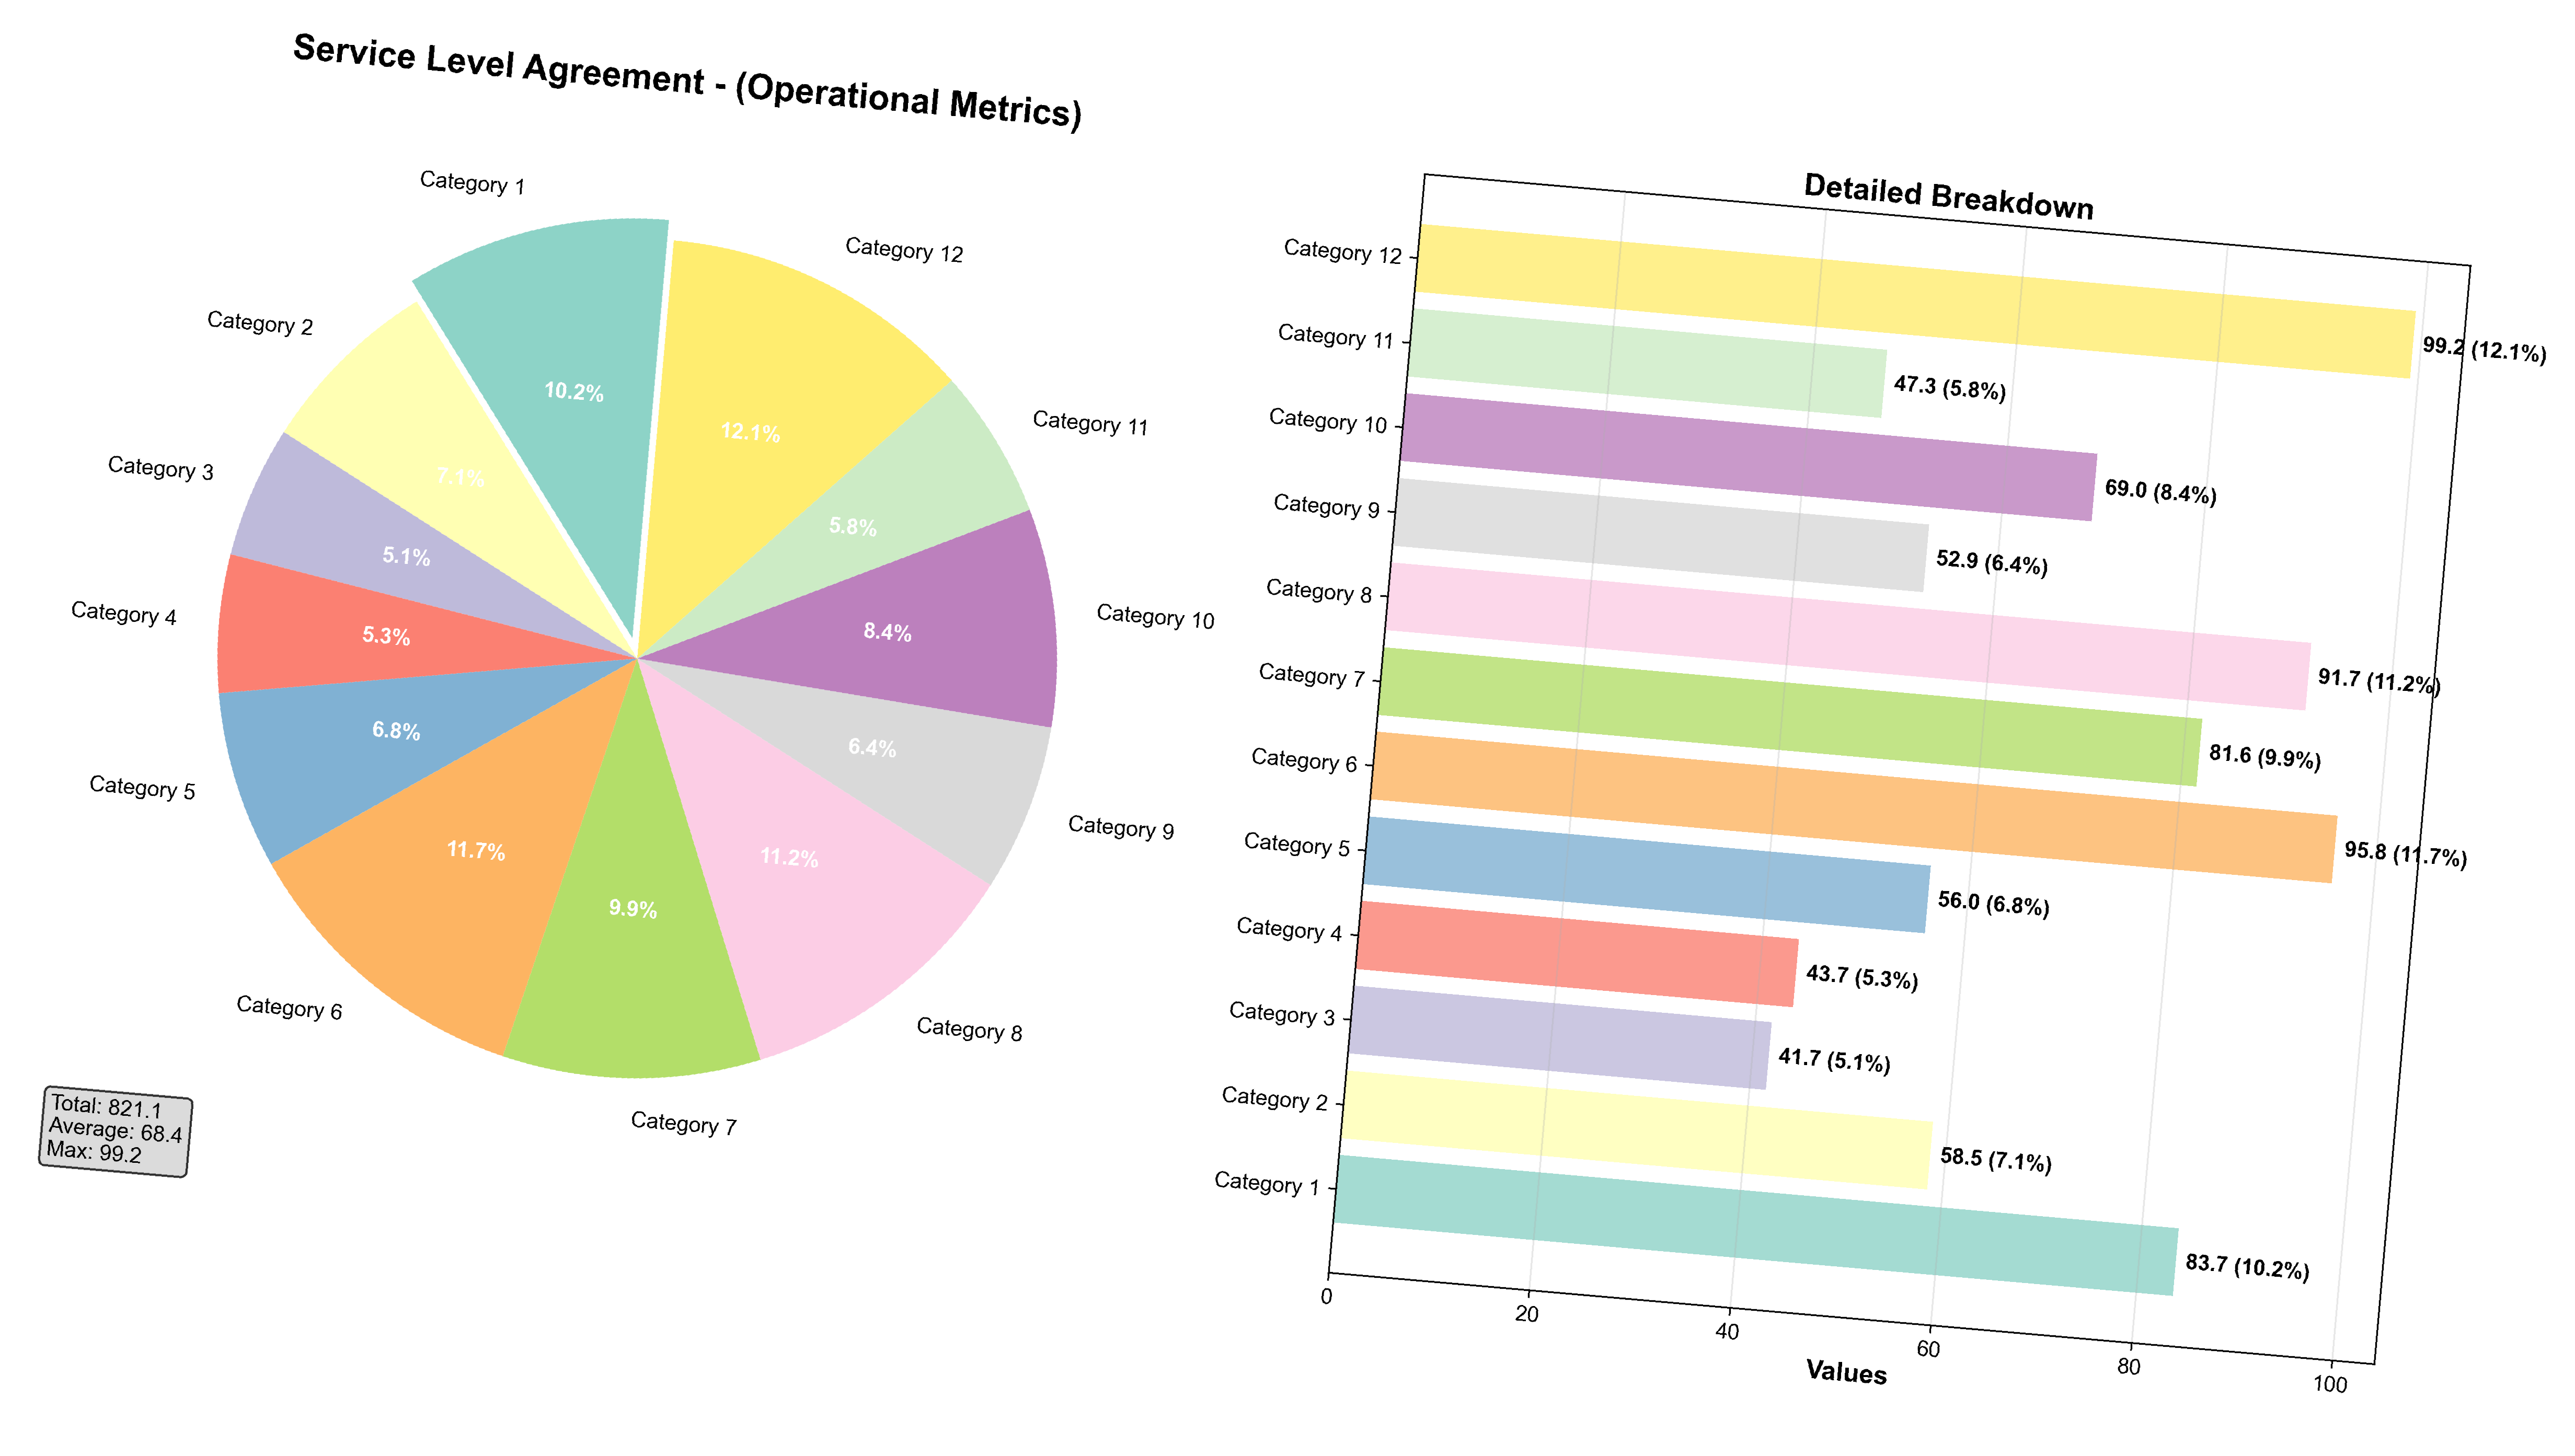 Service Level Agreement - (Operational Metrics)
Category 1
Category 2
Category 3
Category 4
Category 5
Category 6
Category 7
Category 8
Category 9
Category 10
Category 11
Category 12
10.2%
7.1%
5.1%
5.3%
6.8%
11.7%
9.9%
11.2%
6.4%
8.4%
5.8%
12.1%
Total: 821.1
Average: 68.4
Max: 99.2
Detailed Breakdown
Category 12
99.2 (12.1%)
Category 11
47.3 (5.8%)
Category 10
69.0 (8.4%)
Category 9
52.9 (6.4%)
Category 8
91.7 (11.2%)
Category 7
81.6 (9.9%)
Category 6
95.8 (11.7%)
Category 5
56.0 (6.8%)
Category 4
43.7 (5.3%)
Category 3
41.7 (5.1%)
Category 2
58.5 (7.1%)
Category 1
83.7 (10.2%)
0
20
40
60
80
100
Values